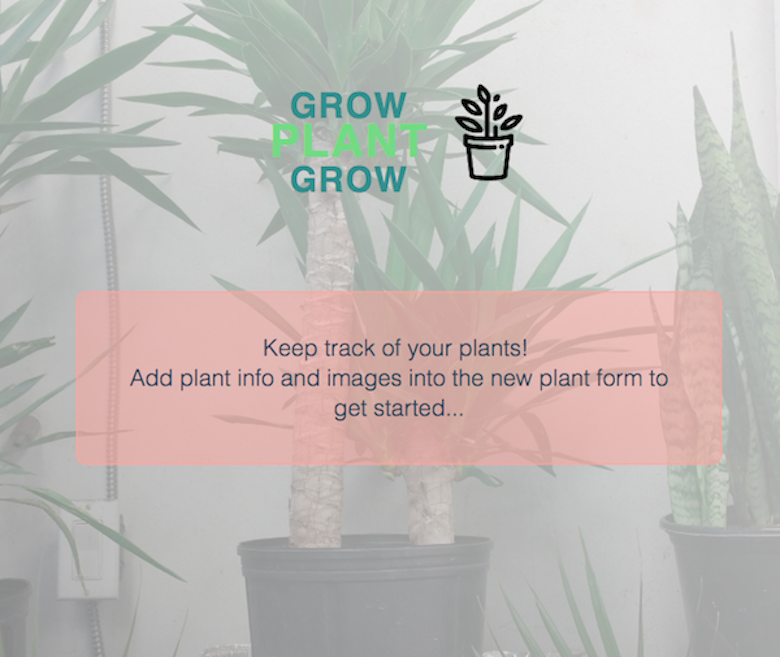 GROW
PLANT
GROW
Keep track of your plants!
Add plant info and images into the new plant form to
get started...